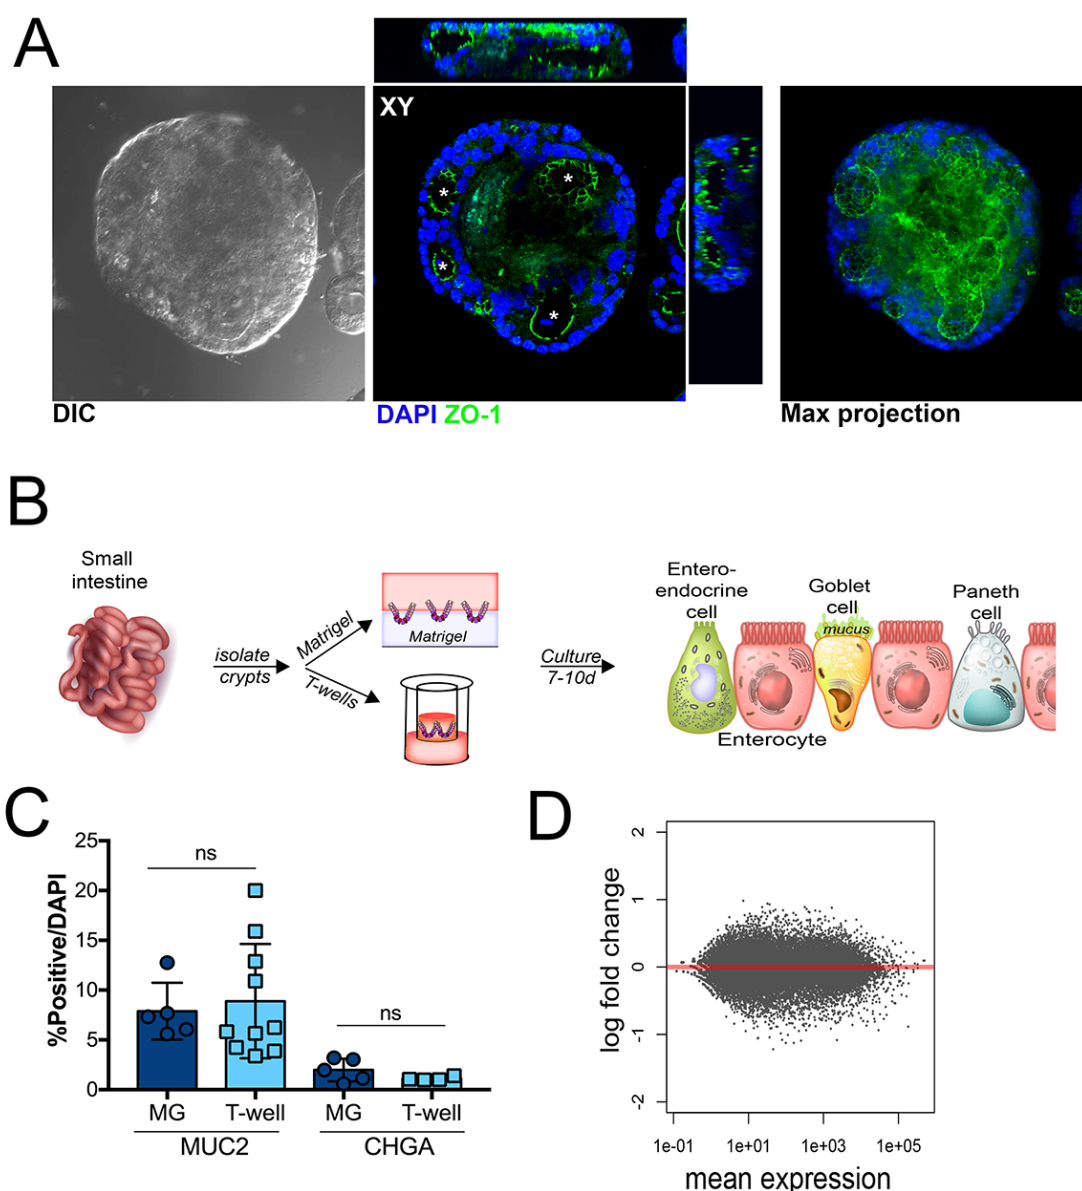 A
XY
*
*
*
*
DIC
DAPI ZO-1
Max projection
B
Small
intestine
isolate
crypts
Matrigel
T-wells
Matrigel
Culture
7-10d
Entero-
endocrine
cell
Goblet
cell
mucus
Paneth
cell
Enterocyte
C
%Positive/DAPI
25
20
15
10
5
0
ns
ns
MG
T-well
MG
T-well
MUC2
CHGA
D
log fold change
2
1
0
-1
-2
1e-01
1e+01
1e+03
1e+05
mean expression